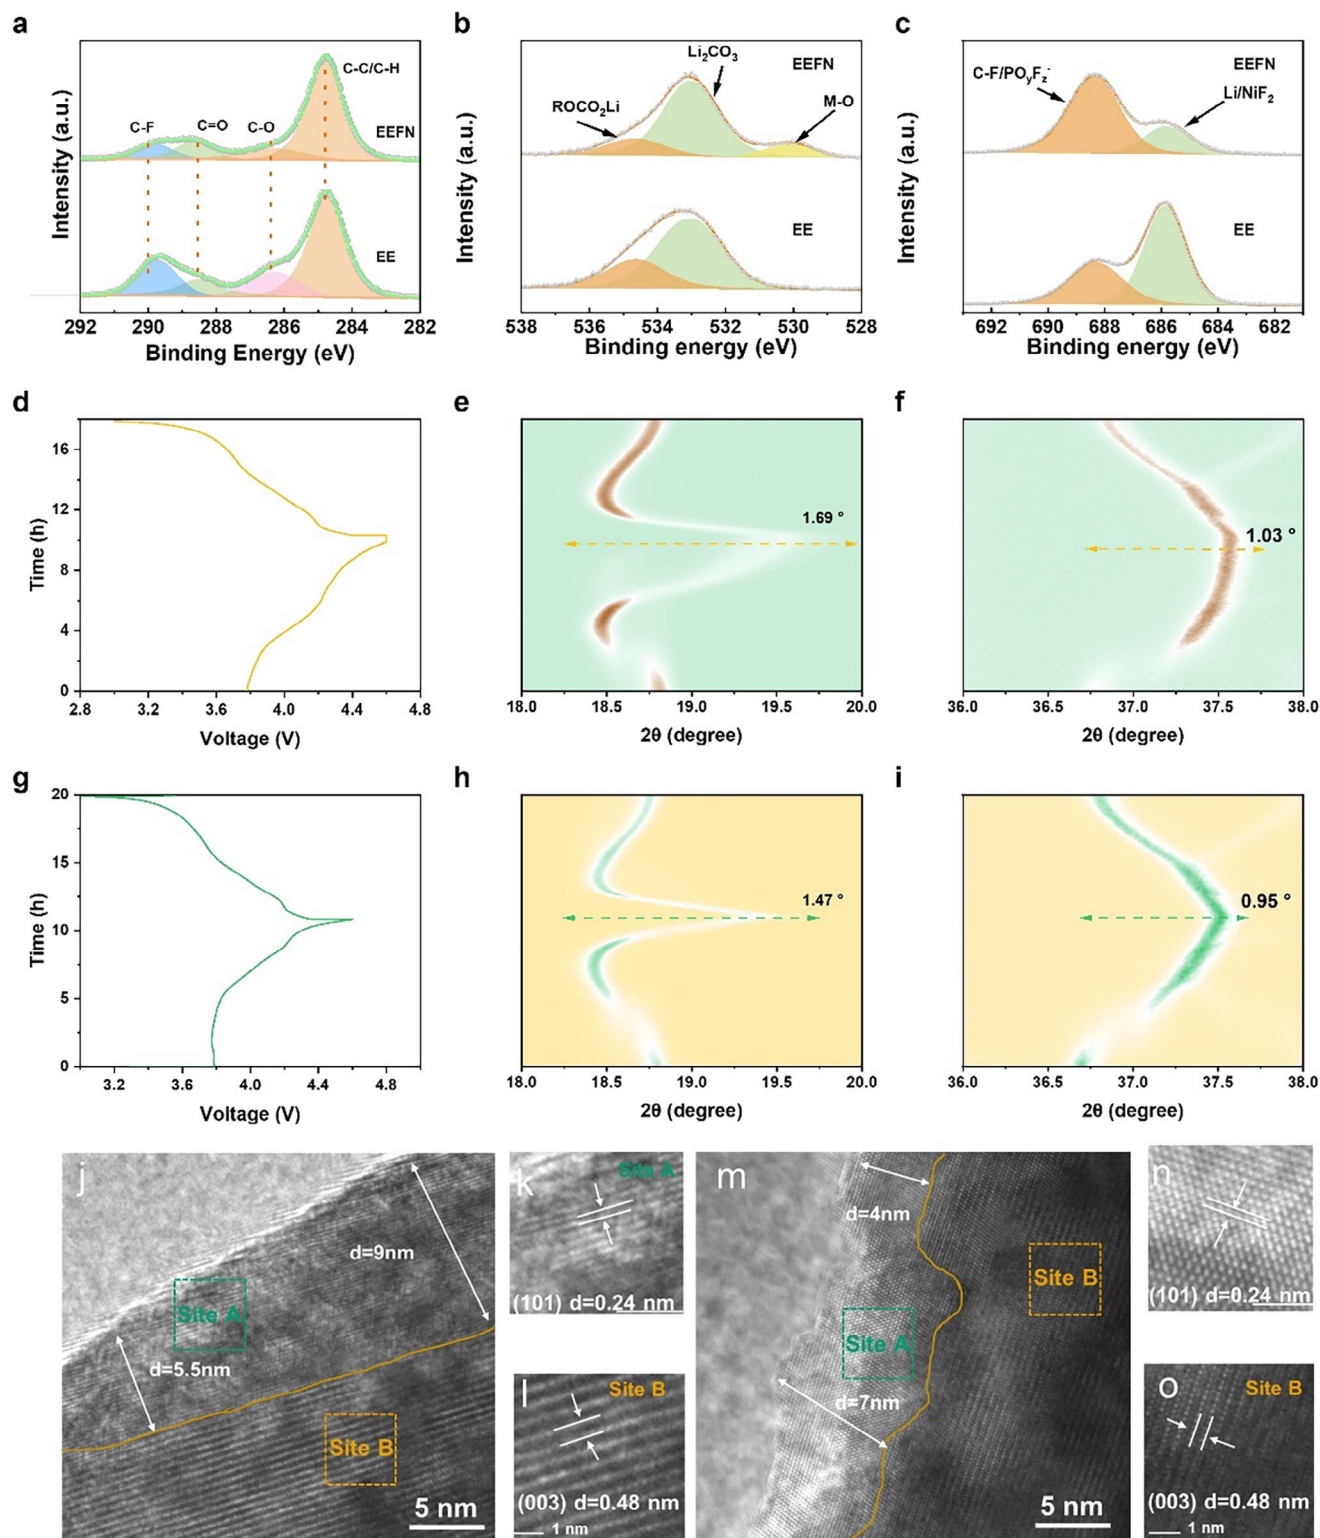 a
C-C/C-H
C-F
C=O
C-O
EEFN
EE
Intensity (a.u.)
292 290 288 286 284 282
Binding Energy (eV)
b
Li₂CO₃
EEFN
ROCO₂Li
M-O
EE
Intensity (a.u.)
538 536 534 532 530 528
Binding energy (eV)
c
C-F/POyFz⁻
EEFN
Li/NiF₂
EE
Intensity (a.u.)
692 690 688 686 684 682
Binding energy (eV)
d
Time (h)
16
12
8
4
0
2.8 3.2 3.6 4.0 4.4 4.8
Voltage (V)
e
1.69 °
18.0 18.5 19.0 19.5 20.0
2θ (degree)
f
1.03 °
36.0 36.5 37.0 37.5 38.0
2θ (degree)
g
Time (h)
20
15
10
5
0
3.2 3.6 4.0 4.4 4.8
Voltage (V)
h
1.47 °
18.0 18.5 19.0 19.5 20.0
2θ (degree)
i
0.95 °
36.0 36.5 37.0 37.5 38.0
2θ (degree)
j
d=9nm
Site A
d=5.5nm
Site B
5 nm
k
Site A
(101) d=0.24 nm
l
Site B
(003) d=0.48 nm
1 nm
m
d=4nm
Site B
Site A
d=7nm
5 nm
n
(101) d=0.24 nm
o
Site B
(003) d=0.48 nm
1 nm